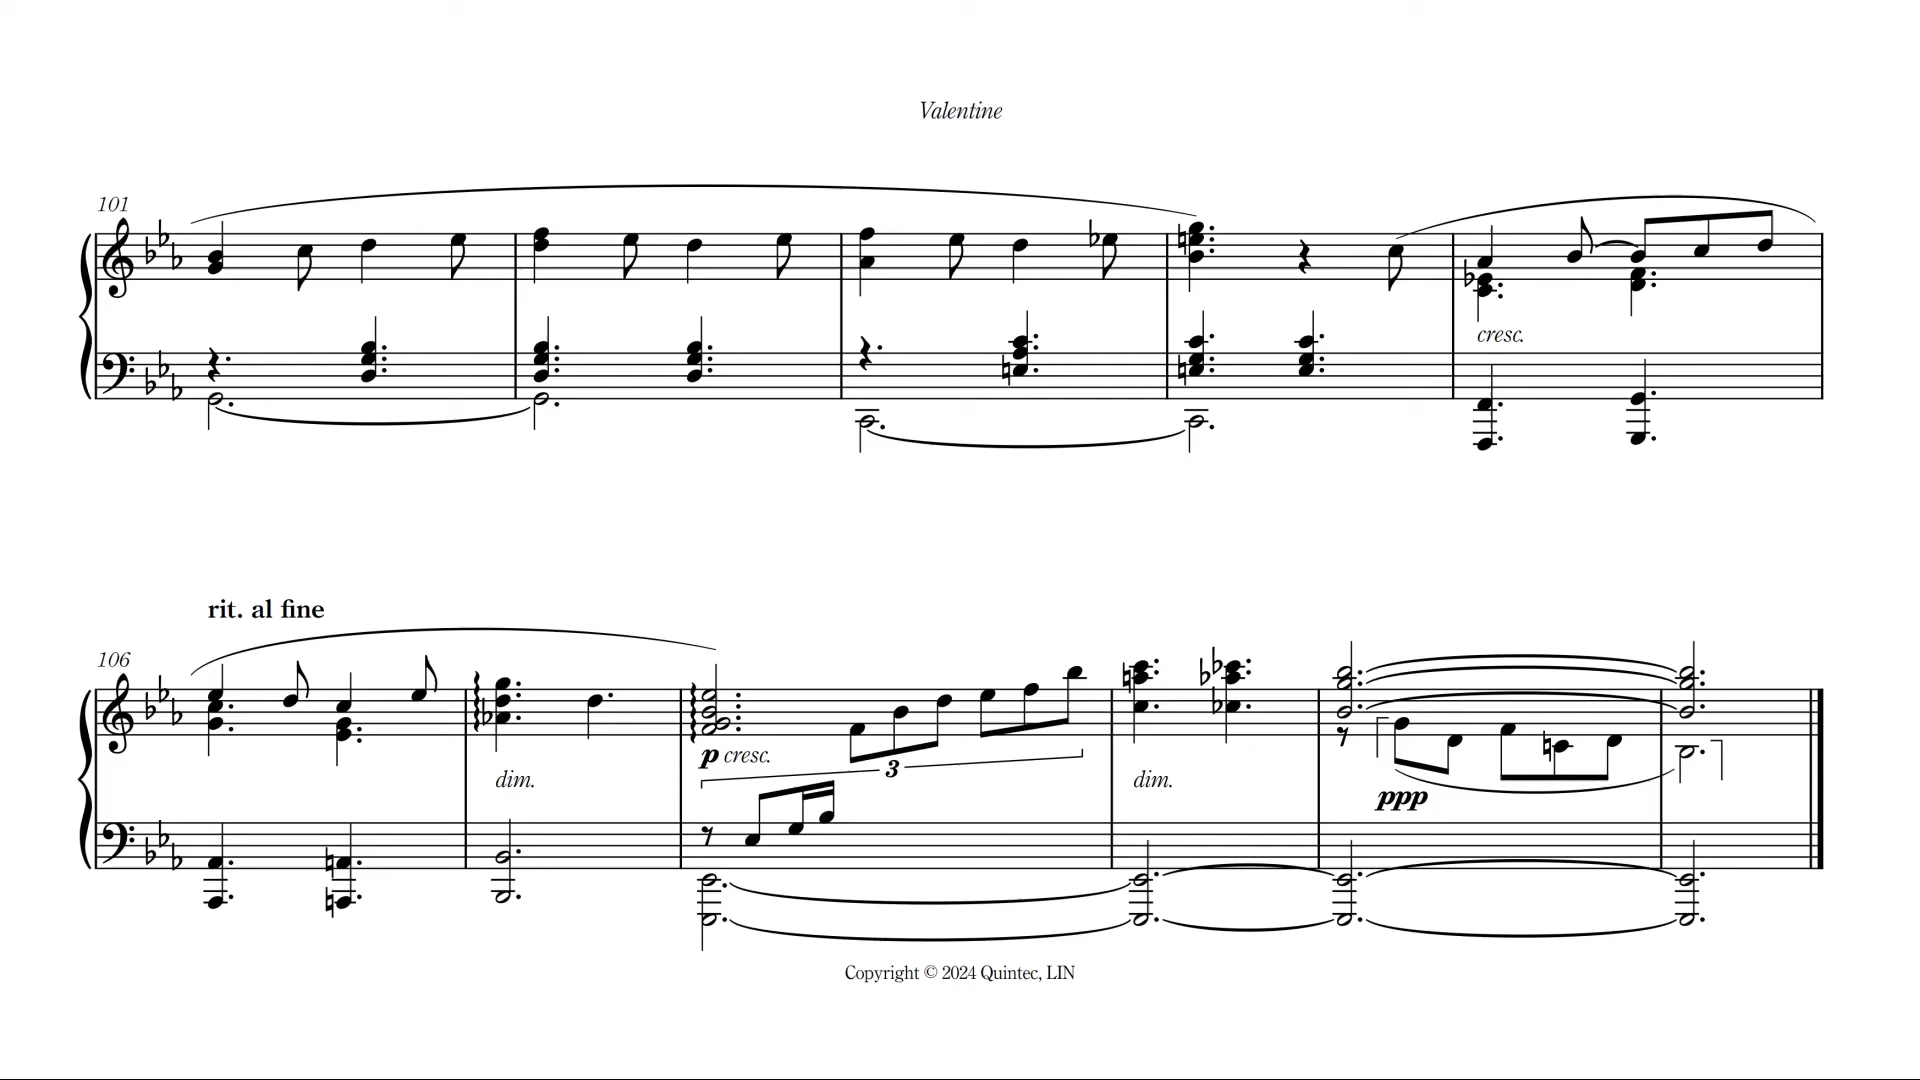 Valentine
101
cresc.
rit. al fine
106
dim.
p cresc.
3
dim.
ppp
Copyright © 2024 Quintec, LIN